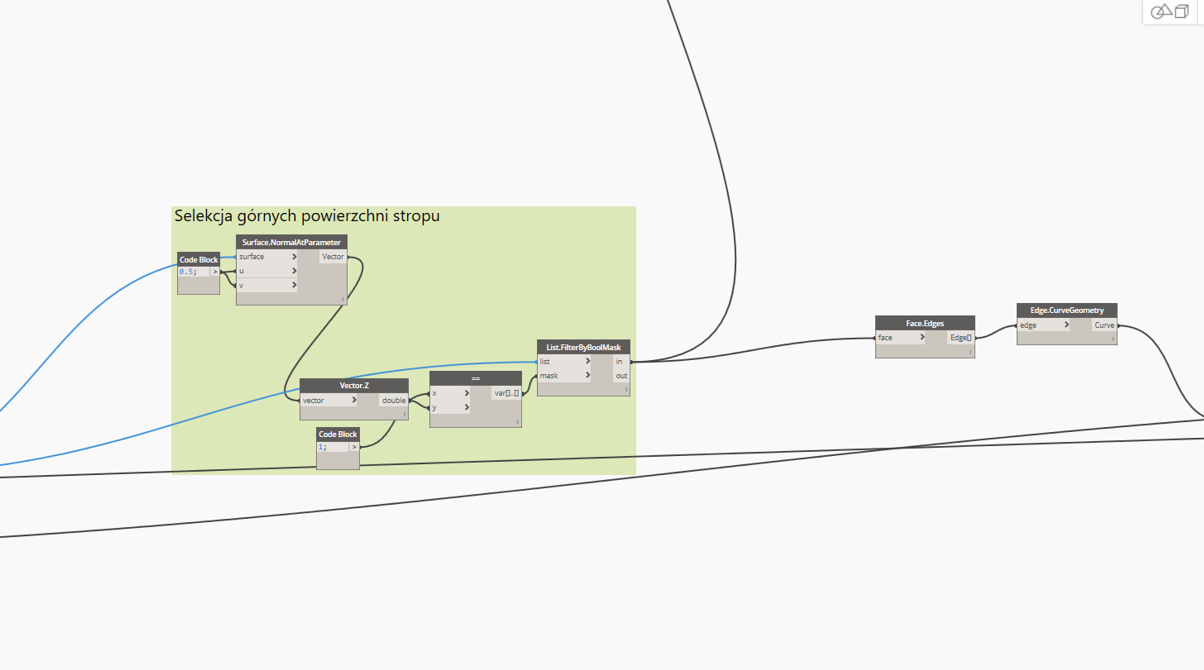 Selekcja górnych powierzchni stropu
Surface.NormalAtParameter
surface > Vector
u >
v >
Code Block
0.5; >
List.FilterByBoolMask
list > in
mask > out
Vector.Z
vector > double
==
x > var[]..[]
y >
Code Block
1; >
Face.Edges
face > Edge[]
Edge.CurveGeometry
edge > Curve